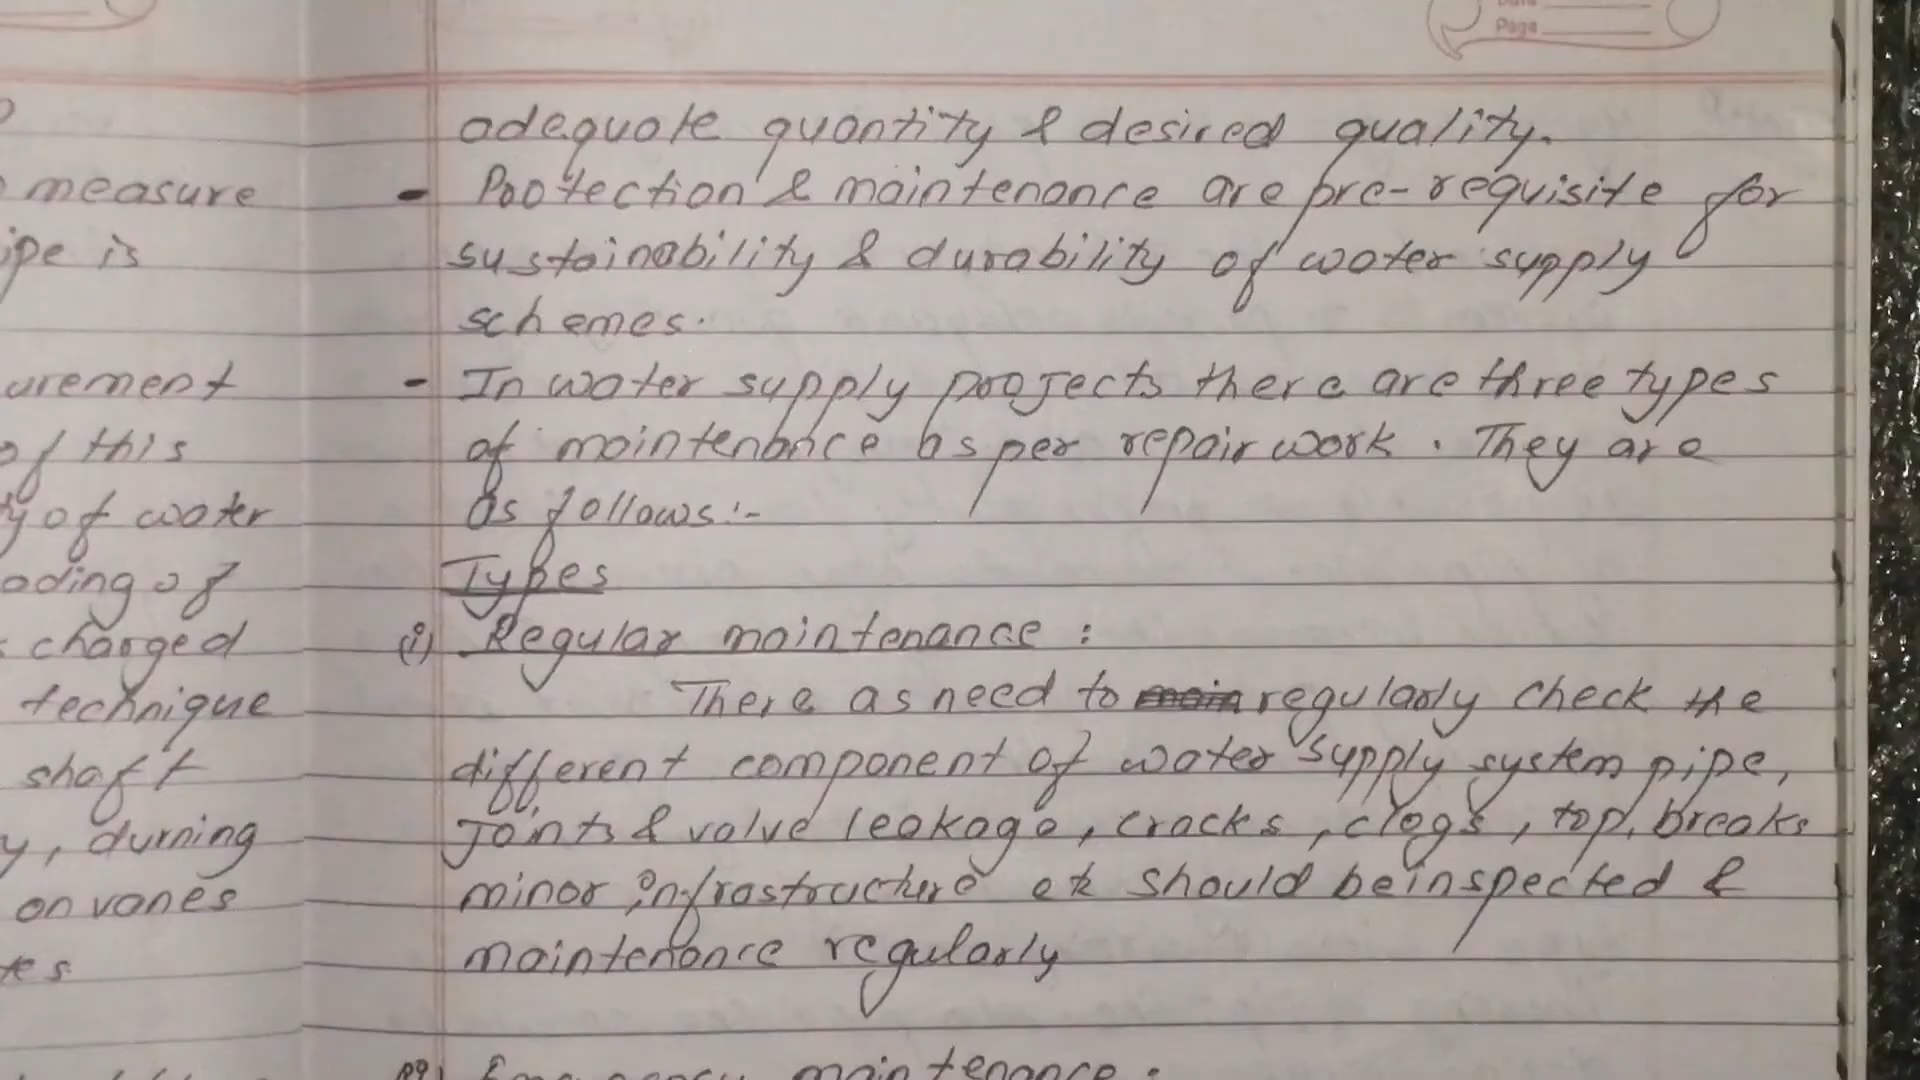 Page
adequate quantity & desired quality.
- Protection & maintenance are pre-requisite for
sustainability & durability of water supply
schemes.
- In water supply projects there are three types
of maintenance as per repair work. They are
as follows:-
Types
(i) Regular maintenance :
There as need to regularly check the
different component of water supply system pipe,
Joints & valve leakage, cracks, clogs, tap, breaks
minor infrastructure etc should be inspected &
maintenance regularly
maintenance :
measure
ipe is
urement
of this
y of water
ading of
charged
technique
shaft
y, durning
on vanes
tes